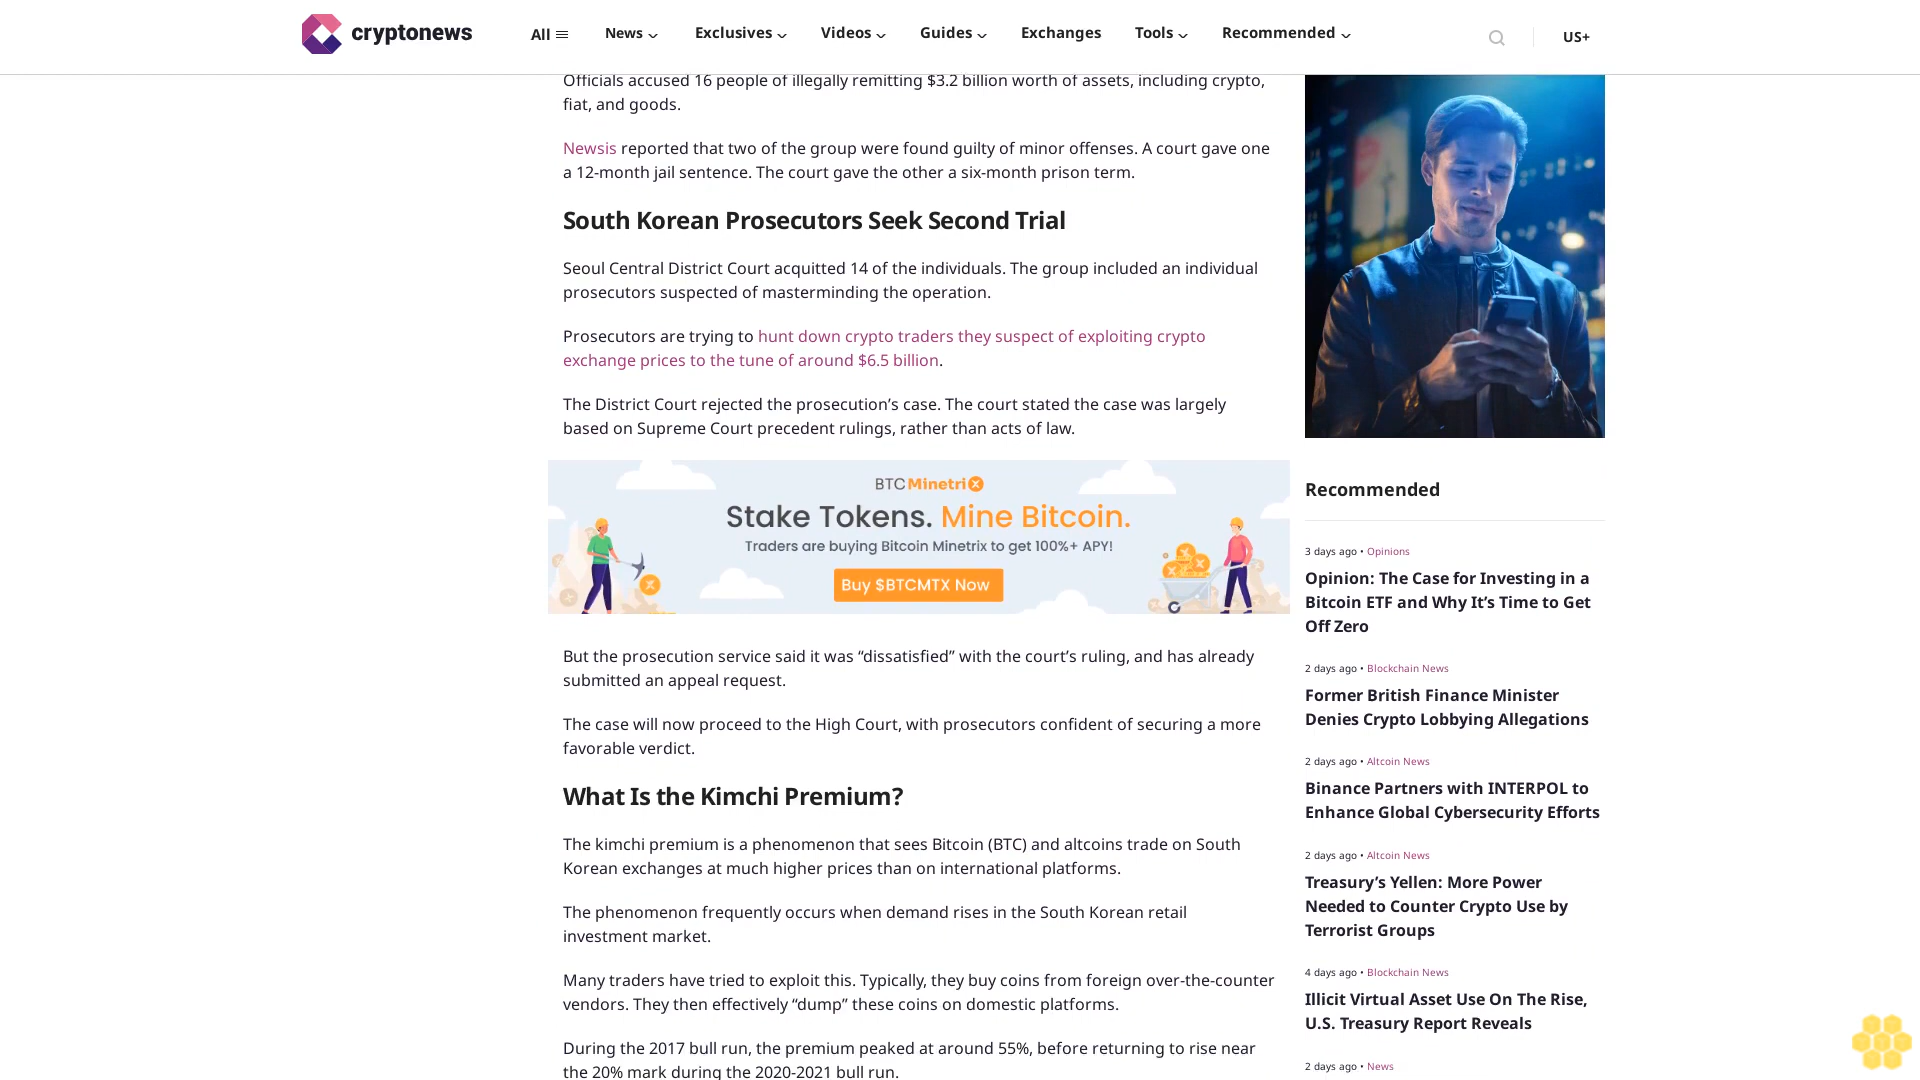 cryptonews
All
News
Exclusives
Videos
Guides
Exchanges
Tools
Recommended
US+
Officials accused 16 people of illegally remitting $3.2 billion worth of assets, including crypto,
fiat, and goods.
Newsis reported that two of the group were found guilty of minor offenses. A court gave one
a 12-month jail sentence. The court gave the other a six-month prison term.
South Korean Prosecutors Seek Second Trial
Seoul Central District Court acquitted 14 of the individuals. The group included an individual
prosecutors suspected of masterminding the operation.
Prosecutors are trying to hunt down crypto traders they suspect of exploiting crypto
exchange prices to the tune of around $6.5 billion.
The District Court rejected the prosecution’s case. The court stated the case was largely
based on Supreme Court precedent rulings, rather than acts of law.
BTC Minetrix
Stake Tokens. Mine Bitcoin.
Traders are buying Bitcoin Minetrix to get 100%+ APY!
Buy $BTCMTX Now
But the prosecution service said it was “dissatisfied” with the court’s ruling, and has already
submitted an appeal request.
The case will now proceed to the High Court, with prosecutors confident of securing a more
favorable verdict.
What Is the Kimchi Premium?
The kimchi premium is a phenomenon that sees Bitcoin (BTC) and altcoins trade on South
Korean exchanges at much higher prices than on international platforms.
The phenomenon frequently occurs when demand rises in the South Korean retail
investment market.
Many traders have tried to exploit this. Typically, they buy coins from foreign over-the-counter
vendors. They then effectively “dump” these coins on domestic platforms.
During the 2017 bull run, the premium peaked at around 55%, before returning to rise near
the 20% mark during the 2020-2021 bull run.
Recommended
3 days ago • Opinions
Opinion: The Case for Investing in a
Bitcoin ETF and Why It’s Time to Get
Off Zero
2 days ago • Blockchain News
Former British Finance Minister
Denies Crypto Lobbying Allegations
2 days ago • Altcoin News
Binance Partners with INTERPOL to
Enhance Global Cybersecurity Efforts
2 days ago • Altcoin News
Treasury’s Yellen: More Power
Needed to Counter Crypto Use by
Terrorist Groups
4 days ago • Blockchain News
Illicit Virtual Asset Use On The Rise,
U.S. Treasury Report Reveals
2 days ago • News